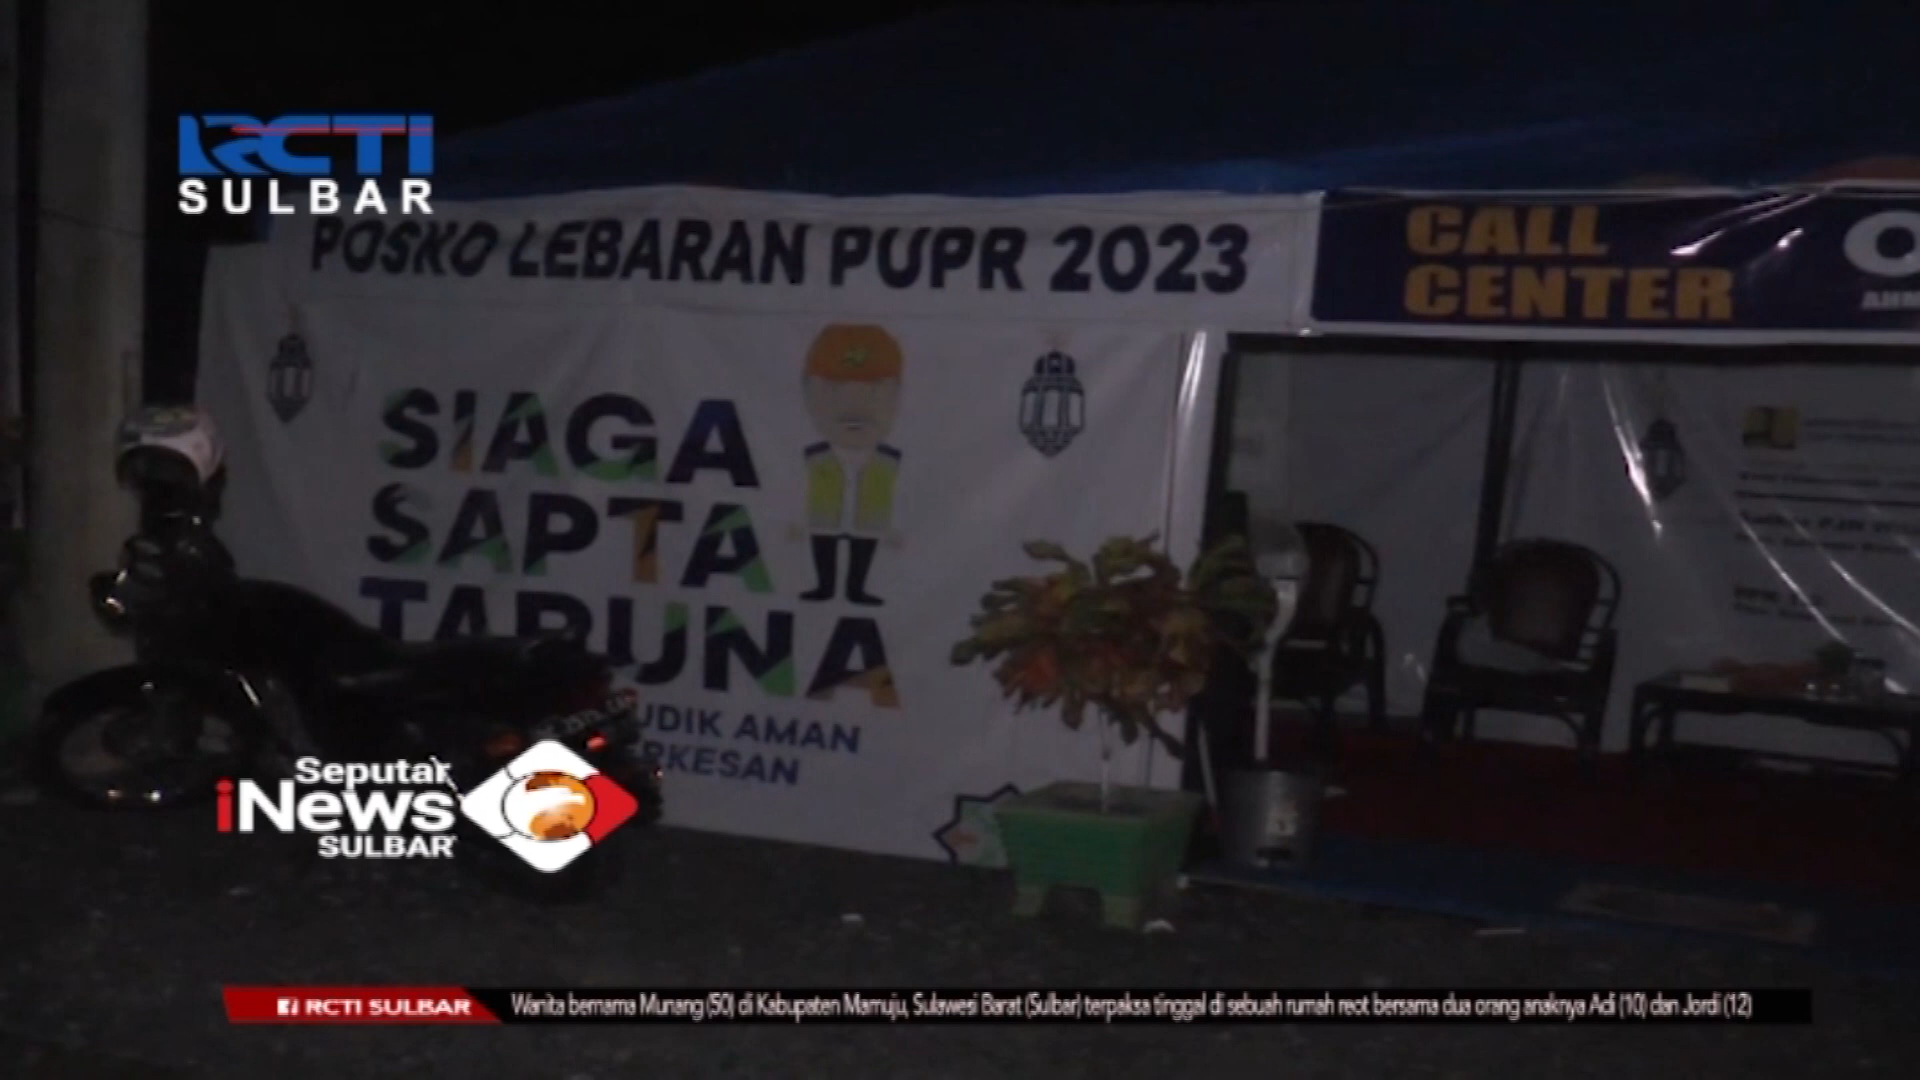 RCTI
SULBAR
POSKO LEBARAN PUPR 2023
CALL
CENTER
SIAGA
SAPTA
TARUNA
UDIK AMAN
RKESAN
Seputar
iNews
SULBAR
RCTI SULBAR
Wanita bernama Munang (50) di Kabupaten Mamuju, Sulawesi Barat (Sulbar) terpaksa tinggal di sebuah rumah reot bersama dua orang anaknya Adi (10) dan Jordi (12)